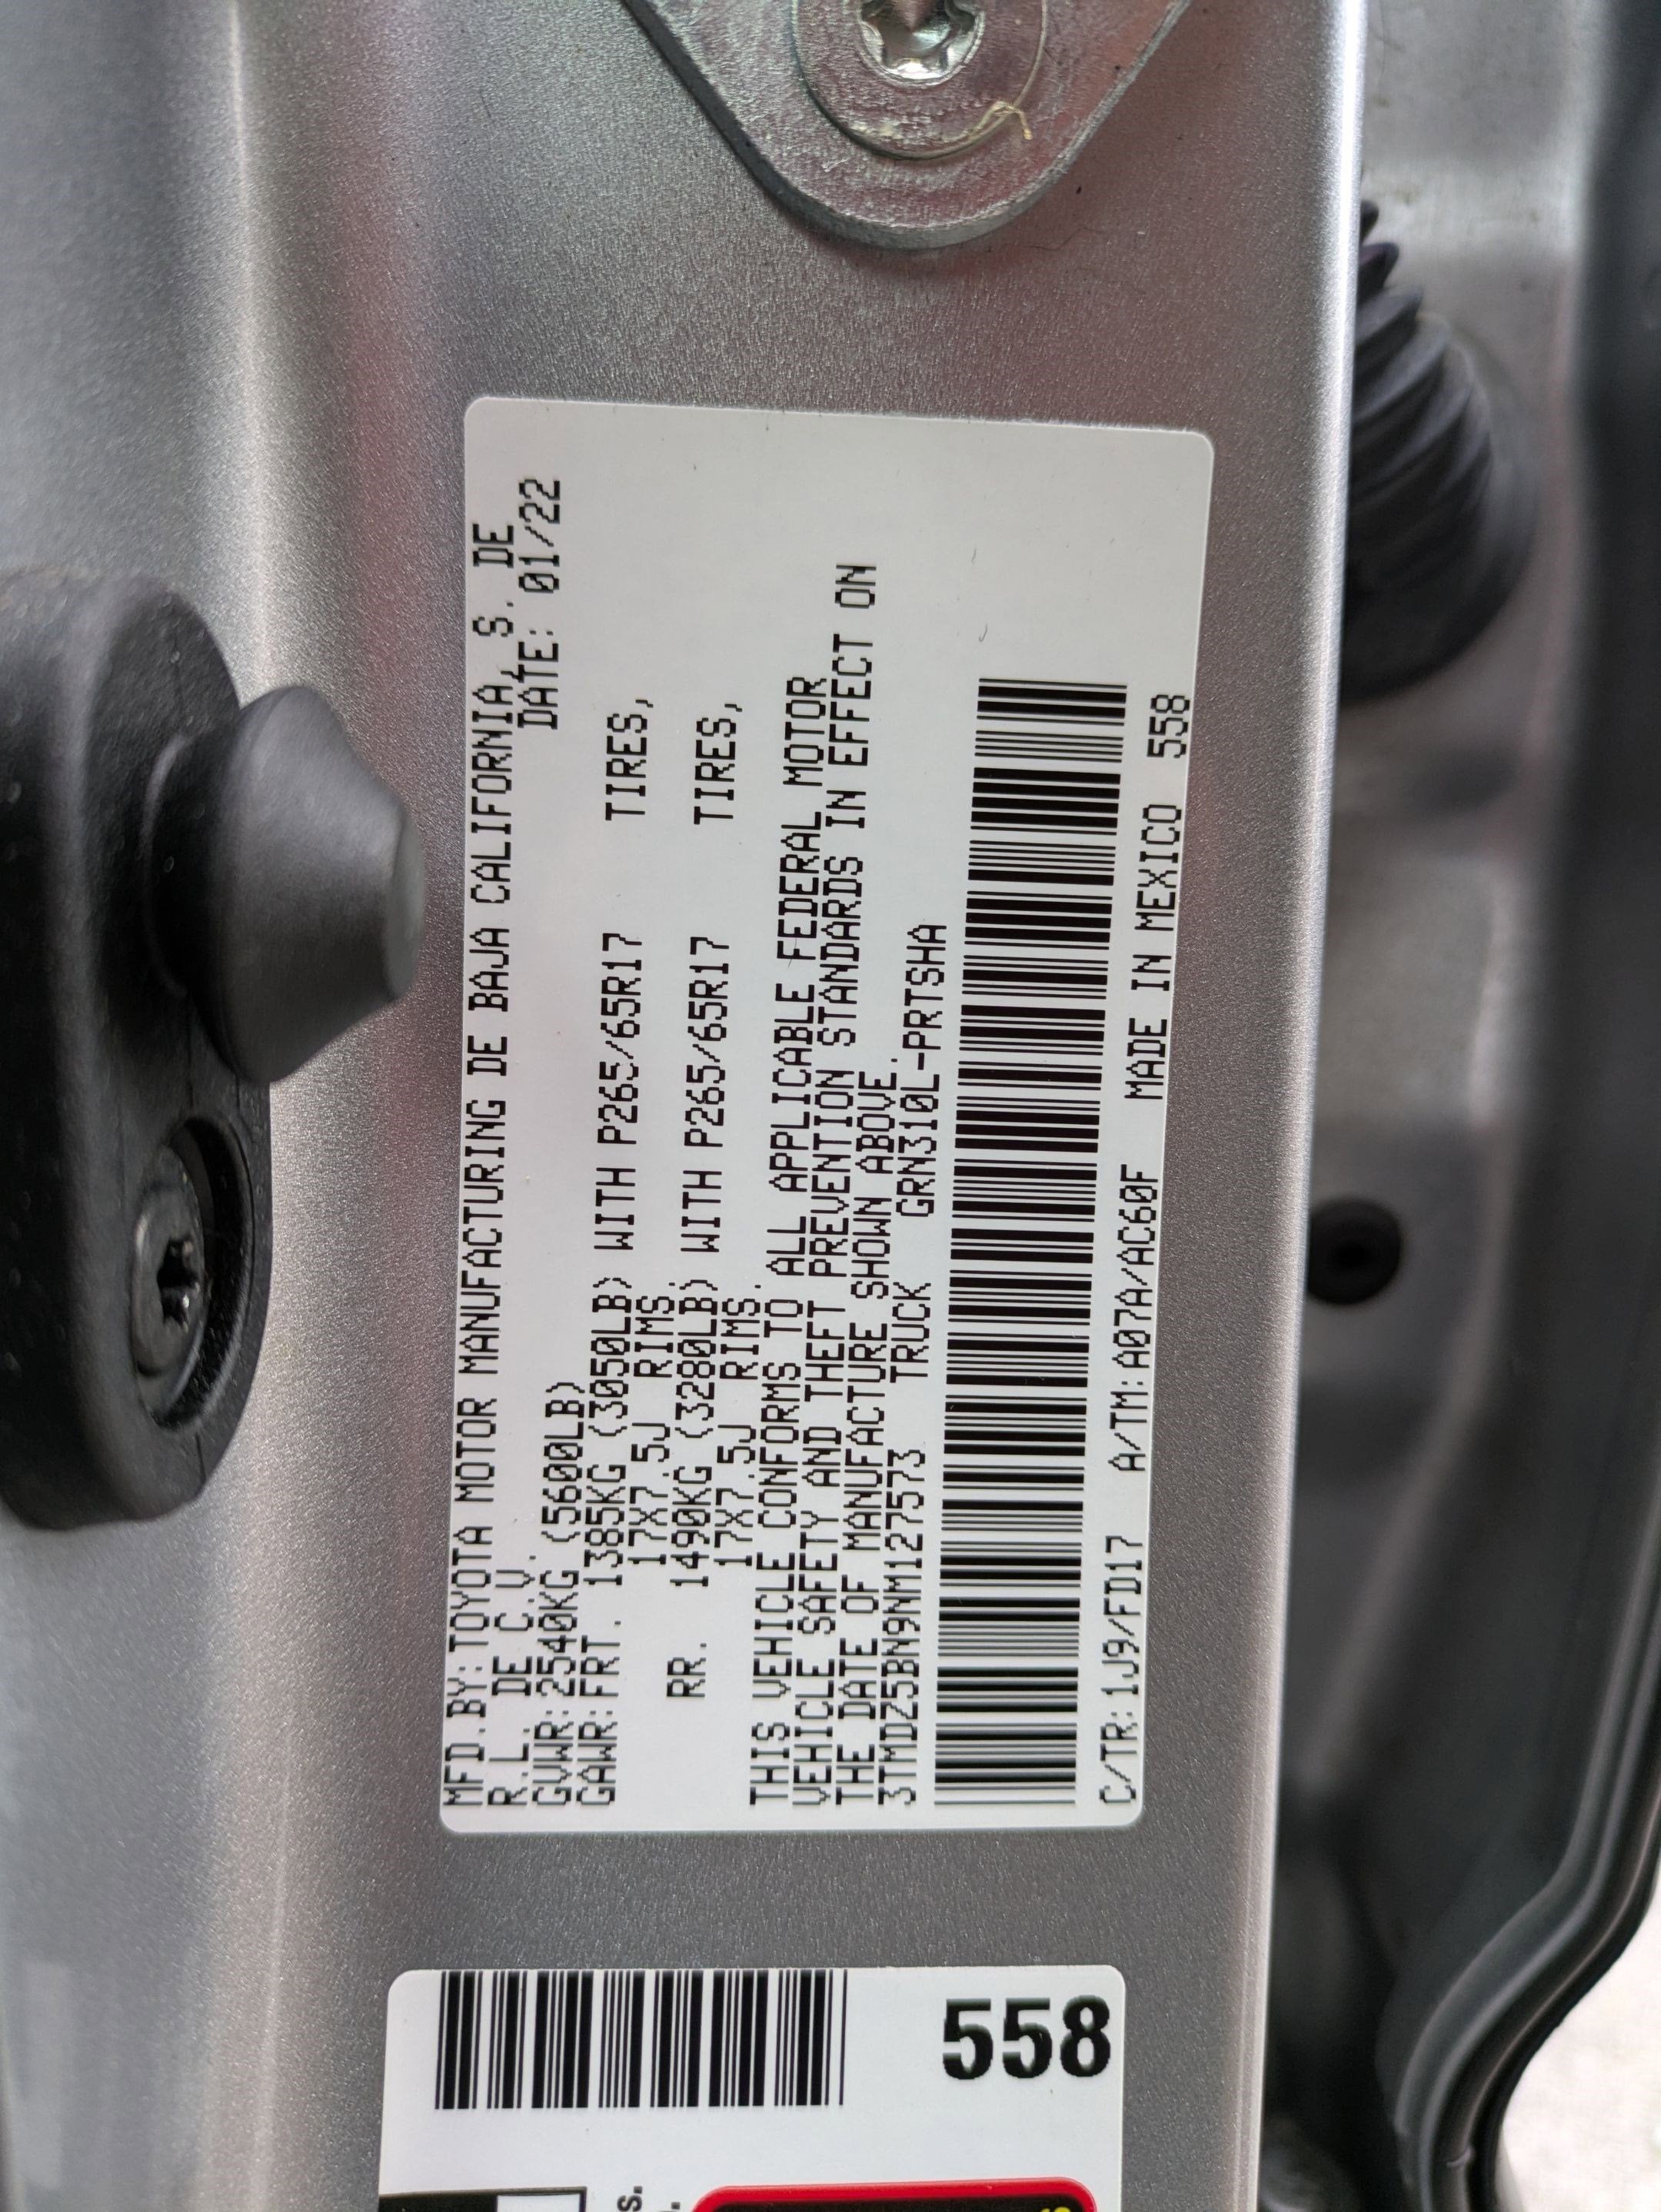 MFD.BY:TOYOTA MOTOR MANUFACTURING DE BAJA CALIFORNIA, S. DE
R.L. DE C.V. DATE: 01/22
GVWR:2540KG (5600LB)
GAWR:FRT. 1385KG (3050LB) WITH P265/65R17 TIRES,
17X7.5J RIMS.
RR. 1490KG (3280LB) WITH P265/65R17 TIRES,
17X7.5J RIMS.
THIS VEHICLE CONFORMS TO ALL APPLICABLE FEDERAL MOTOR
VEHICLE SAFETY AND THEFT PREVENTION STANDARDS IN EFFECT ON
THE DATE OF MANUFACTURE SHOWN ABOVE.
3TMDZ5BN9NM127573 TRUCK GRN310L-PRTSHA
C/TR:1J9/FD17 A/TM:A07A/AC60F MADE IN MEXICO 558
558